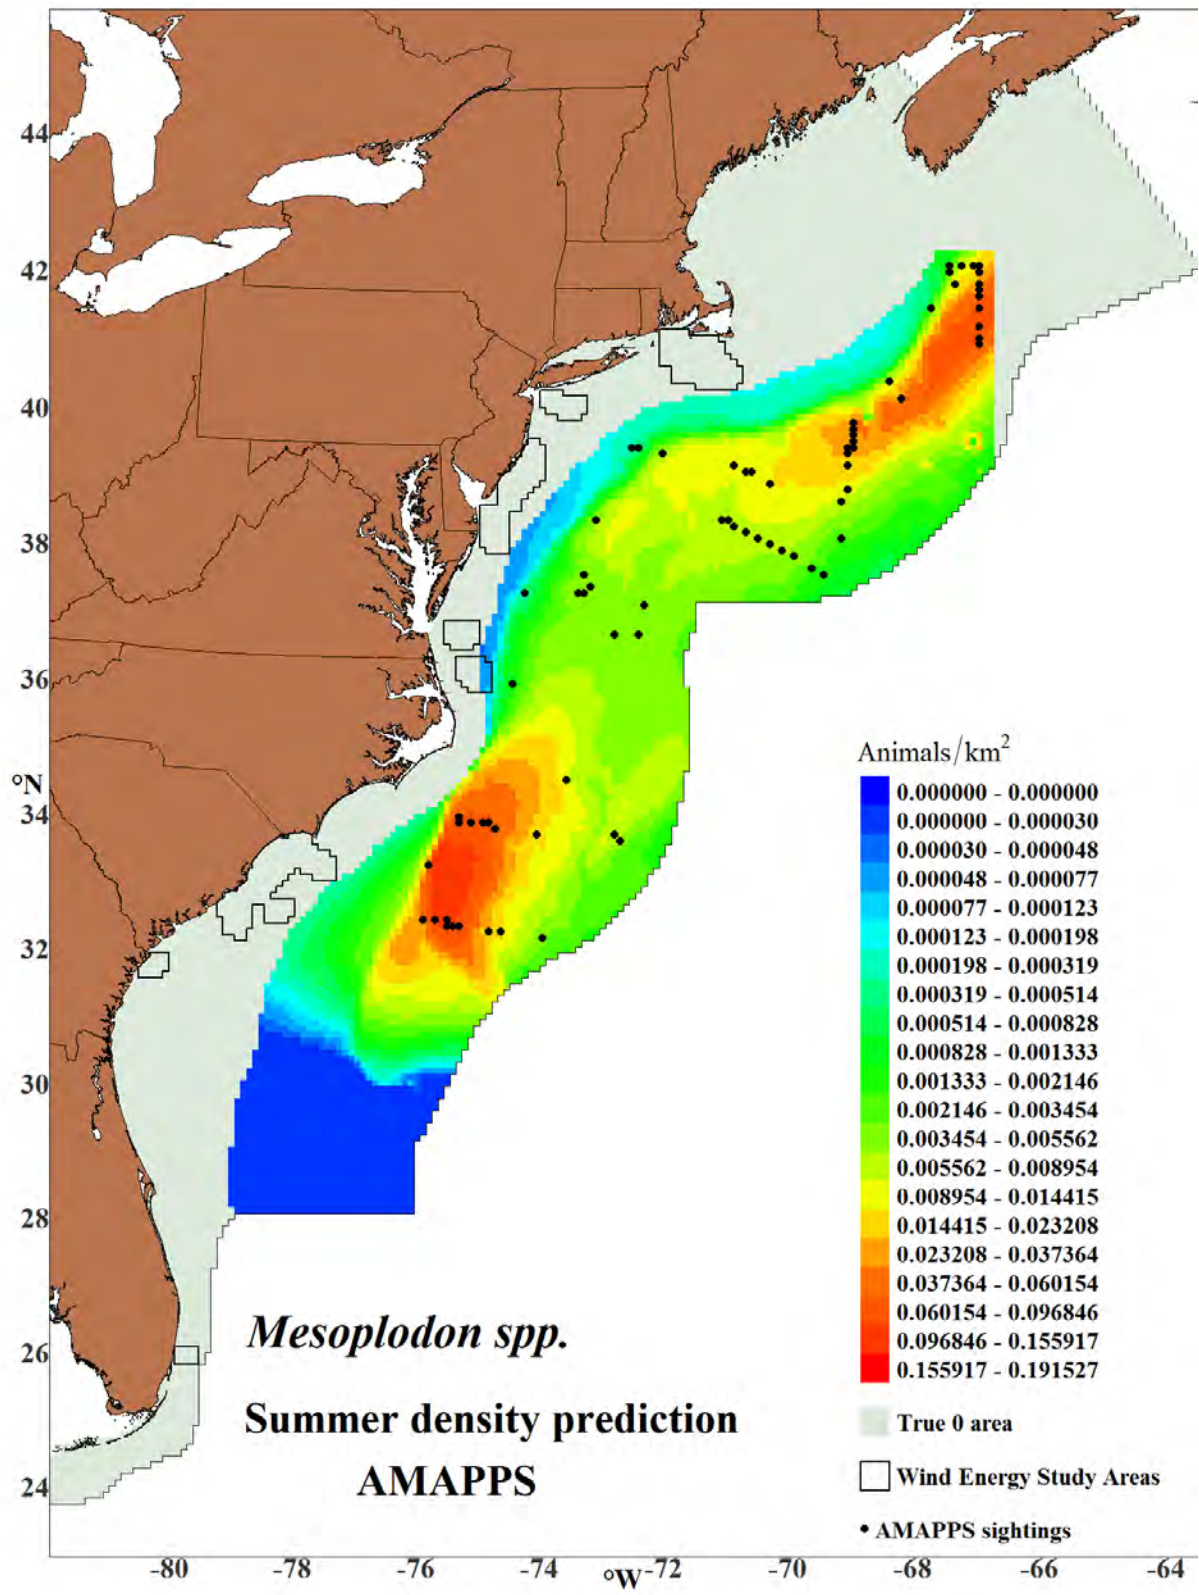 44
42
40
38
36
°N
34
32
30
28
26
24
Animals/km²
0.000000 - 0.000000
0.000000 - 0.000030
0.000030 - 0.000048
0.000048 - 0.000077
0.000077 - 0.000123
0.000123 - 0.000198
0.000198 - 0.000319
0.000319 - 0.000514
0.000514 - 0.000828
0.000828 - 0.001333
0.001333 - 0.002146
0.002146 - 0.003454
0.003454 - 0.005562
0.005562 - 0.008954
0.008954 - 0.014415
0.014415 - 0.023208
0.023208 - 0.037364
0.037364 - 0.060154
0.060154 - 0.096846
0.096846 - 0.155917
0.155917 - 0.191527
True 0 area
Wind Energy Study Areas
AMAPPS sightings
Mesoplodon spp.
Summer density prediction
AMAPPS
-80 -78 -76 -74 °W -72 -70 -68 -66 -64